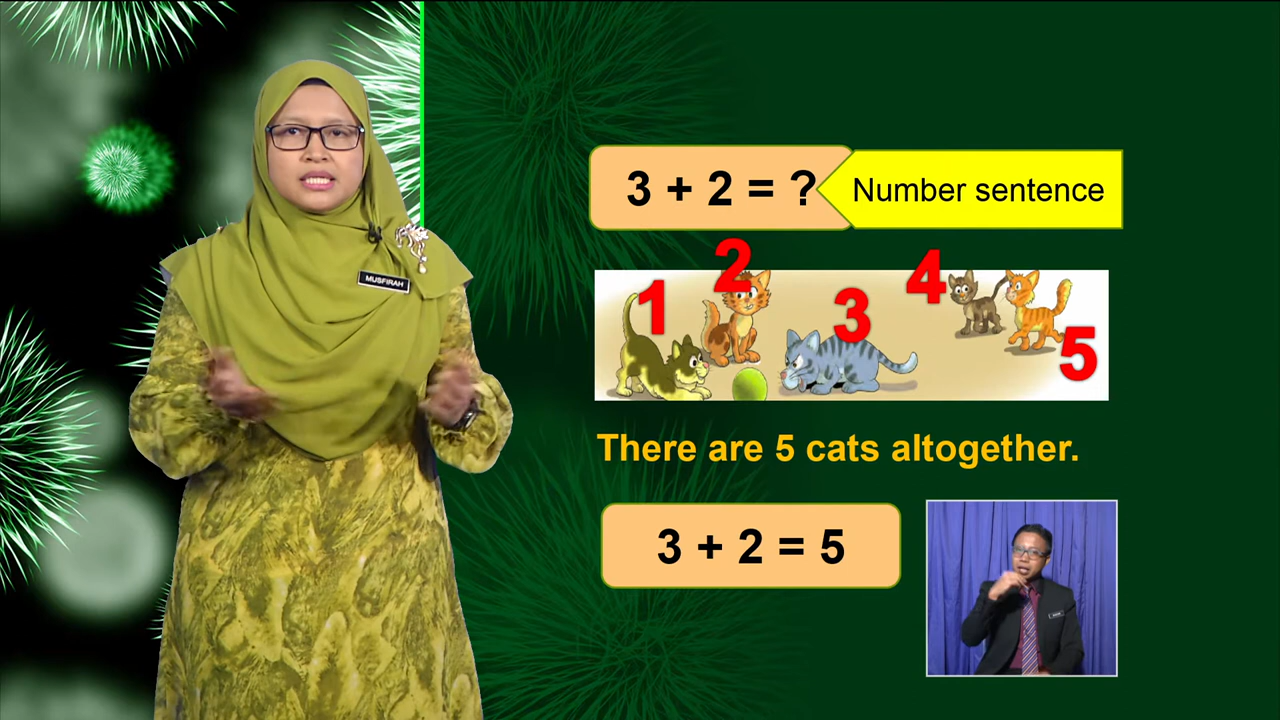 MUSFIRAH
3 + 2 = ?
Number sentence
1
2
3
4
5
There are 5 cats altogether.
3 + 2 = 5